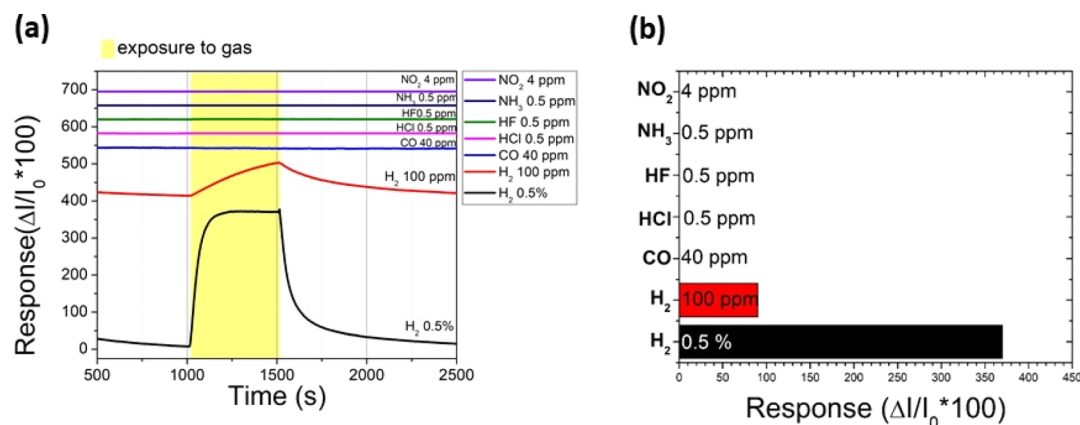 (a)
exposure to gas
Response(ΔI/I₀*100)
700
600
500
400
300
200
100
0
NO₂ 4 ppm
NH₃ 0.5 ppm
HF0.5 ppm
HCl 0.5 ppm
CO 40 ppm
H₂ 100 ppm
H₂ 0.5%
500 1000 1500 2000 2500
Time (s)
NO₂ 4 ppm
NH₃ 0.5 ppm
HF 0.5 ppm
HCl 0.5 ppm
CO 40 ppm
H₂ 100 ppm
H₂ 0.5%
(b)
NO₂ 4 ppm
NH₃ 0.5 ppm
HF 0.5 ppm
HCl 0.5 ppm
CO 40 ppm
H₂ 100 ppm
H₂ 0.5 %
0 50 100 150 200 250 300 350 400 450
Response (ΔI/I₀*100)